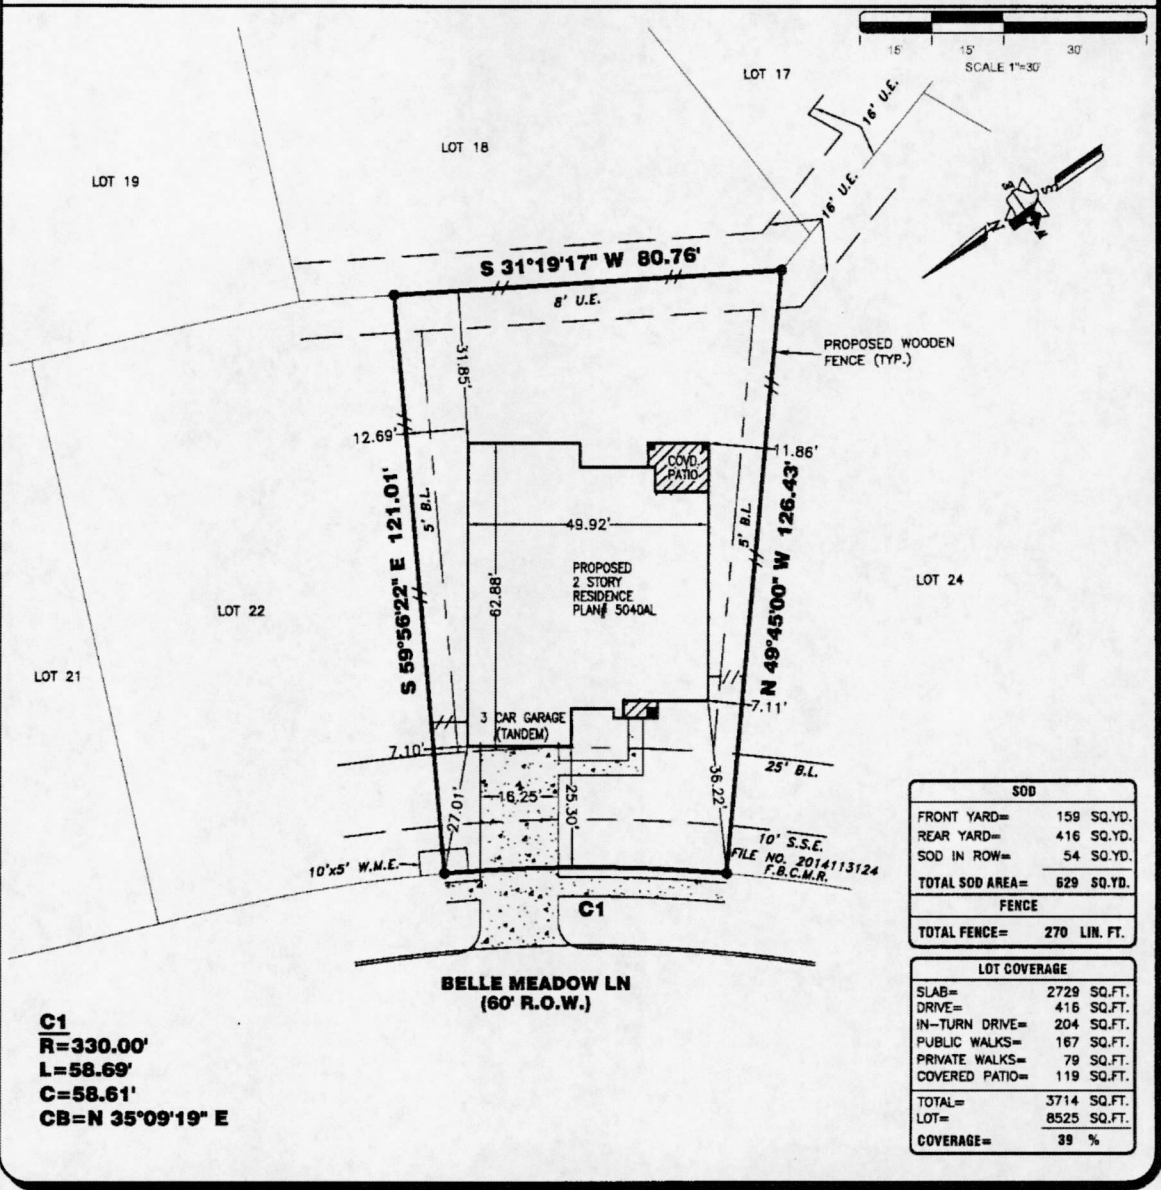 15' 15' 30'
SCALE 1"=30'
LOT 17
16' U.E.
LOT 18
LOT 19
16' U.E.
S
N
S 31°19'17" W 80.76'
8' U.E.
PROPOSED WOODEN
FENCE (TYP.)
31.85'
12.69'
11.86'
COVD.
PATIO
S 59°56'22" E 121.01'
5' B.L.
49.92'
5' B.L.
N 49°45'00" W 126.43'
62.88'
PROPOSED
2 STORY
RESIDENCE
PLAN# 5040AL
LOT 24
LOT 22
LOT 21
3 CAR GARAGE
(TANDEM)
7.11'
7.10'
25' B.L.
16.25'
27.01'
25.30'
36.22'
10' S.S.E.
FILE NO. 2014113124
F.B.C.M.R.
10'x5' W.M.E.
C1
BELLE MEADOW LN
(60' R.O.W.)
C1
R=330.00'
L=58.69'
C=58.61'
CB=N 35°09'19" E
SOD
FRONT YARD= 159 SQ.YD.
REAR YARD= 416 SQ.YD.
SOD IN ROW= 54 SQ.YD.
TOTAL SOD AREA= 629 SQ.YD.
FENCE
TOTAL FENCE= 270 LIN. FT.
LOT COVERAGE
SLAB= 2729 SQ.FT.
DRIVE= 416 SQ.FT.
IN-TURN DRIVE= 204 SQ.FT.
PUBLIC WALKS= 167 SQ.FT.
PRIVATE WALKS= 79 SQ.FT.
COVERED PATIO= 119 SQ.FT.
TOTAL= 3714 SQ.FT.
LOT= 8525 SQ.FT.
COVERAGE= 39 %